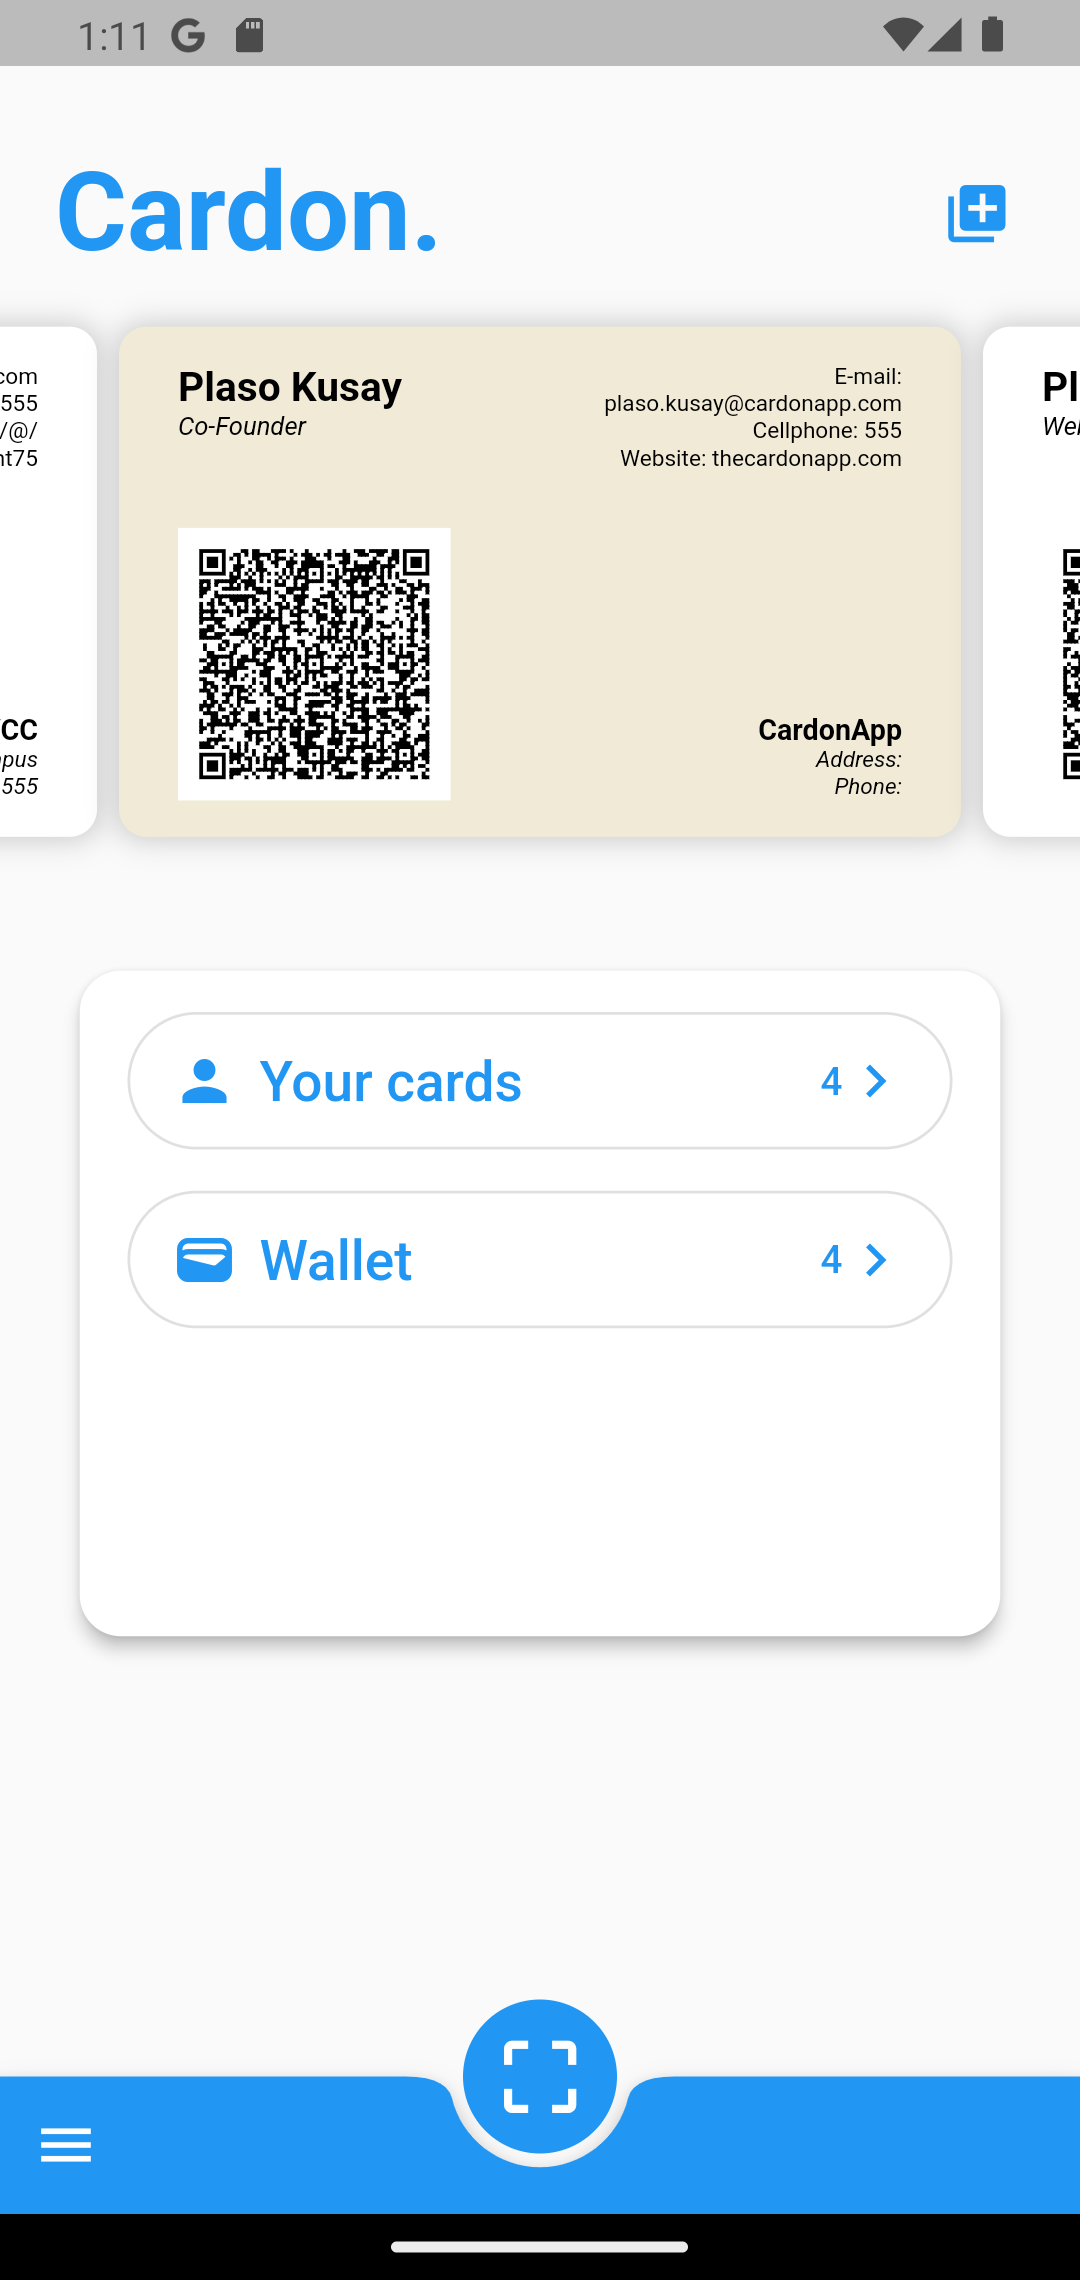 1:11
Cardon.
com
555
/@/
nt75
CC
pus
555
Plaso Kusay
Co-Founder
E-mail:
plaso.kusay@cardonapp.com
Cellphone: 555
Website: thecardonapp.com
CardonApp
Address:
Phone:
Pl
We
Your cards 4
Wallet 4